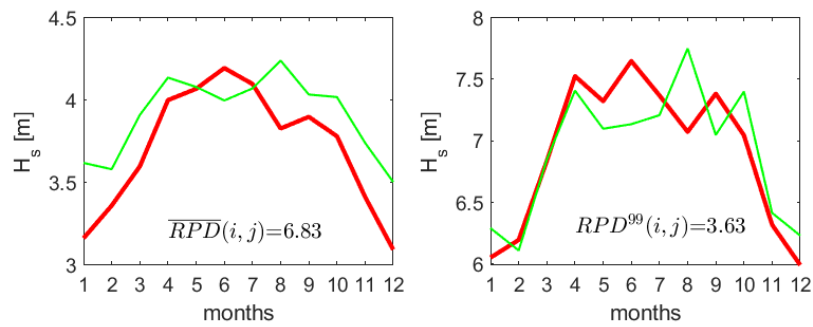 4.5
4
3.5
3
H_s [m]
\overline{RPD}(i, j)=6.83
1 2 3 4 5 6 7 8 9 10 11 12
months
7.5
7
6.5
6
H_s [m]
RPD^{99}(i, j)=3.63
1 2 3 4 5 6 7 8 9 10 11 12
months